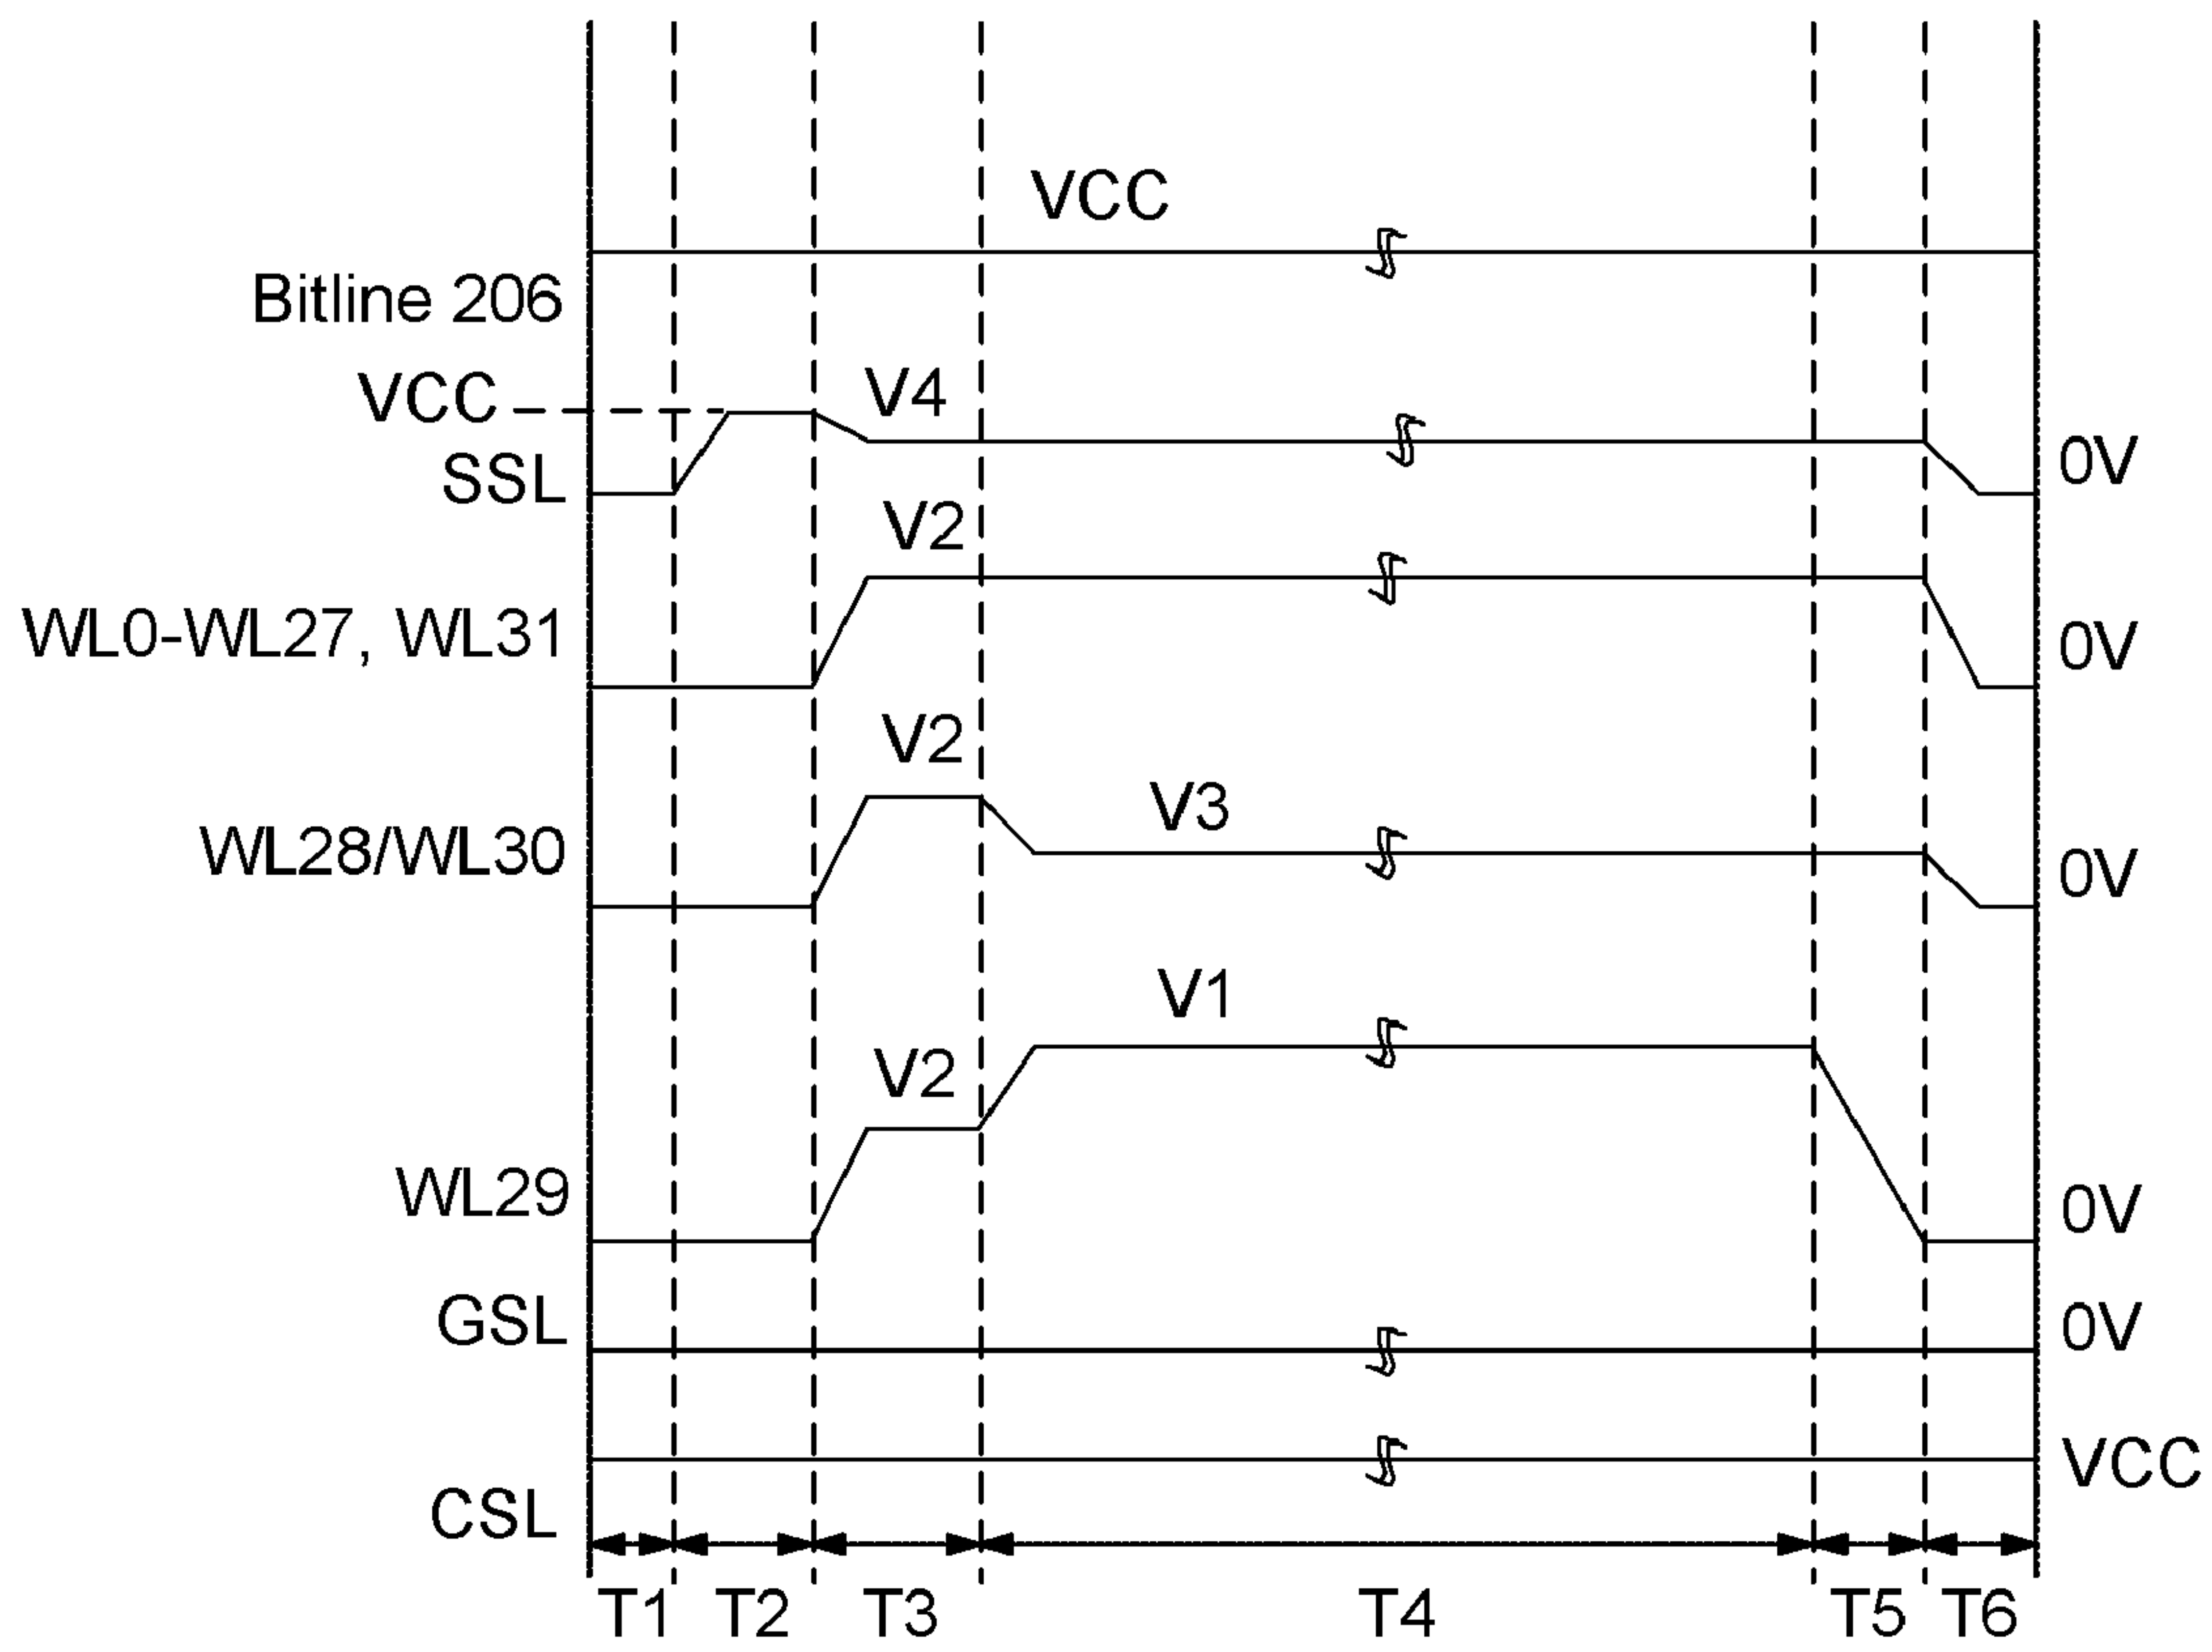 VCC
Bitline 206
VCC
V4
SSL
0V
V2
WL0-WL27, WL31
0V
V2
V3
WL28/WL30
0V
V1
V2
WL29
0V
GSL
0V
CSL
VCC
T1 T2 T3 T4 T5 T6